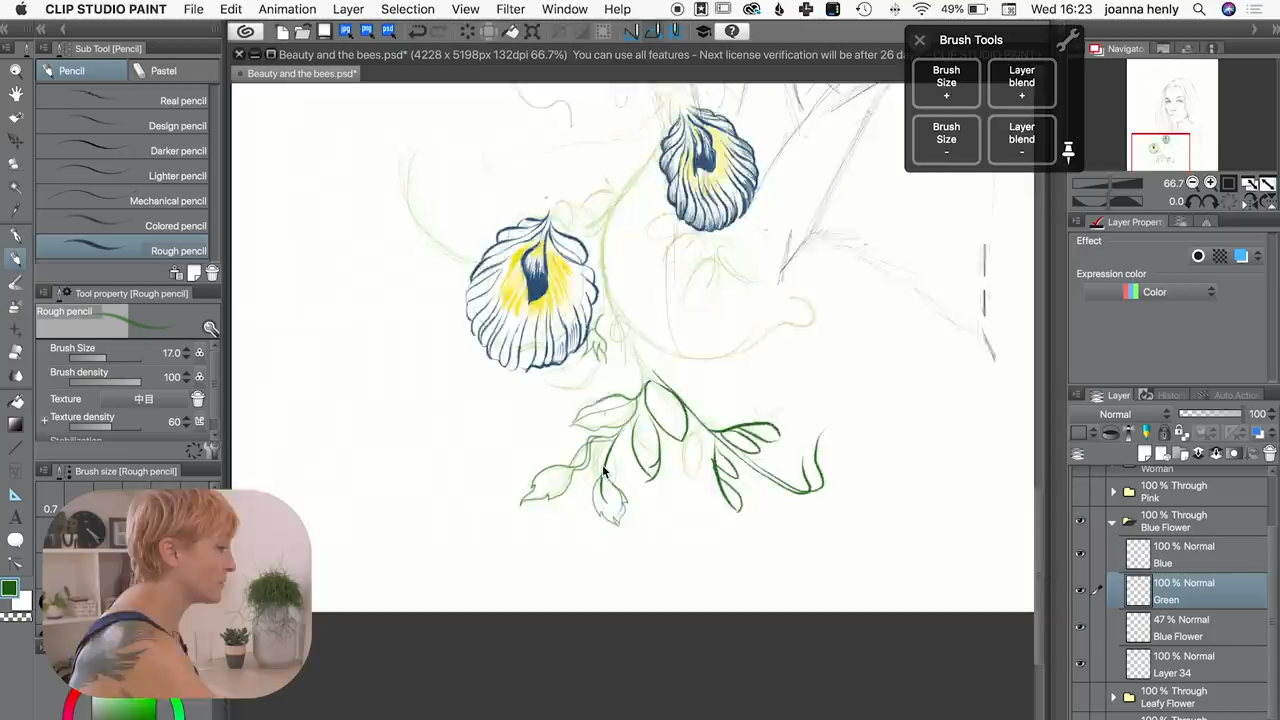 CLIP STUDIO PAINT File Edit Animation Layer Selection View Filter Window Help 49% Wed 16:23 joanna henly
Beauty and the bees.psd* (4228 x 5198px 132dpi 66.7%) You can use all features - Next license verification will be after 26 da
Beauty and the bees.psd*
Sub Tool [Pencil]
Pencil
Pastel
Real pencil
Design pencil
Darker pencil
Lighter pencil
Mechanical pencil
Colored pencil
Rough pencil
Tool property [Rough pencil]
Rough pencil
Brush Size 17.0
Brush density 100
Texture 中目
Texture density 60
Brush size [Rough pencil]
0.7
Brush Tools
Brush Size +
Layer blend +
Brush Size -
Layer blend -
Navigato
66.7
0.0
Layer Propert
Effect
Expression color
Color
Layer
Histor
Auto Action
Normal 100
Woman
100 % Through
Pink
100 % Through
Blue Flower
100 % Normal
Blue
100 % Normal
Green
47 % Normal
Blue Flower
100 % Normal
Layer 34
100 % Through
Leafy Flower